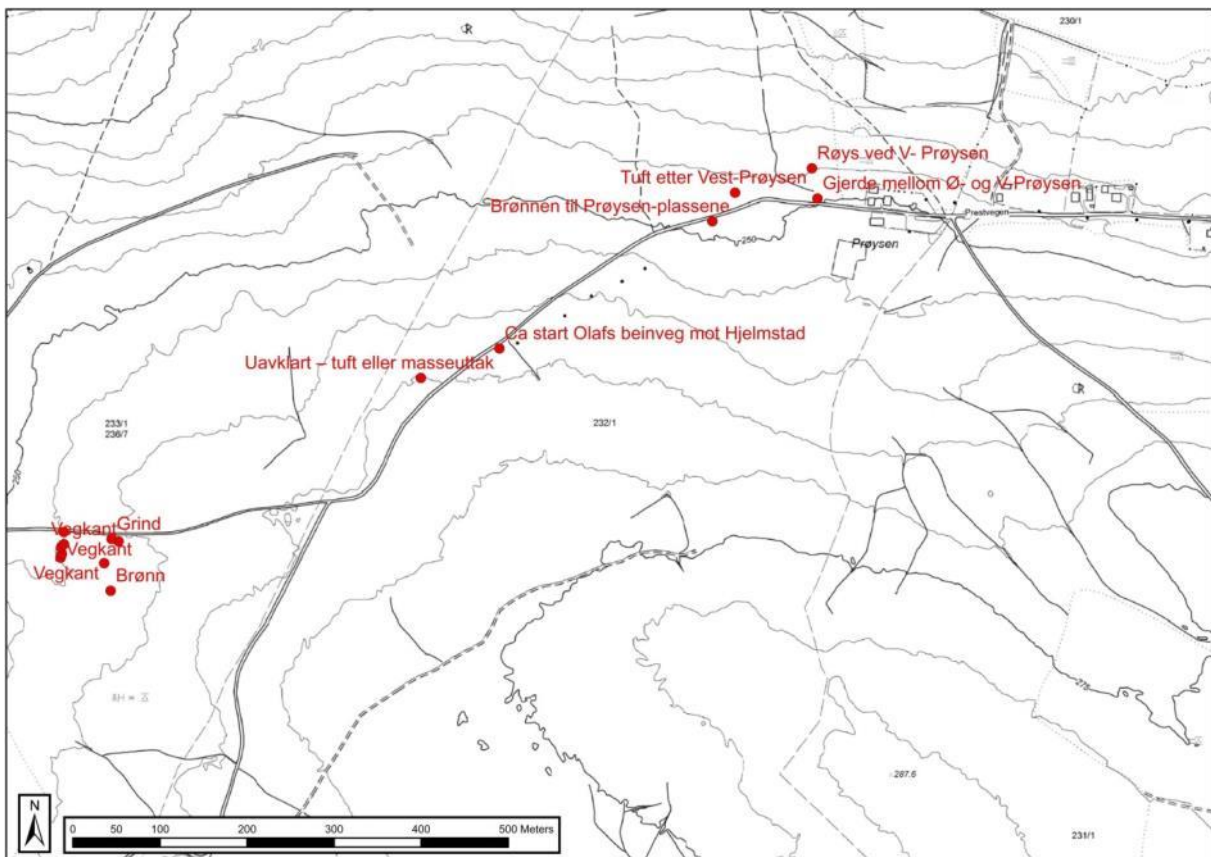 230/1
Røys ved V- Prøysen
Tuft etter Vest-Prøysen
Gjerde mellom Ø- og V-Prøysen
Brønnen til Prøysen-plassene
Prestvegen
250
Prøysen
Ca start Olafs beinveg mot Hjelmstad
Uavklart – tuft eller masseuttak
R
R
233/1
236/7
232/1
250
Vegkant
Grind
Vegkant
Vegkant
Brønn
275
287.6
231/1
N
0 50 100 200 300 400 500 Meters